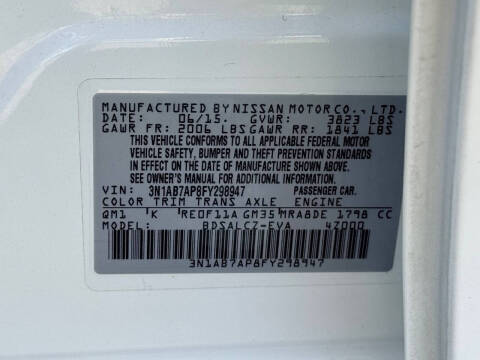 MANUFACTURED BY NISSAN MOTOR CO., LTD.
DATE: 06/15. GVWR: 3823 LBS
GAWR FR: 2006 LBS GAWR RR: 1841 LBS
THIS VEHICLE CONFORMS TO ALL APPLICABLE FEDERAL MOTOR
VEHICLE SAFETY, BUMPER AND THEFT PREVENTION STANDARDS
IN EFFECT ON THE DATE OF MANUFACTURE SHOWN ABOVE.
SEE OWNER'S MANUAL FOR ADDITIONAL INFORMATION.
VIN: 3N1AB7AP8FY298947 PASSENGER CAR.
COLOR TRIM TRANS AXLE ENGINE
QM1 'K RE0F11A GM35 MRA8DE 1798 CC
MODEL: BDSALCZ-EVA 47000
3N1AB7AP8FY298947